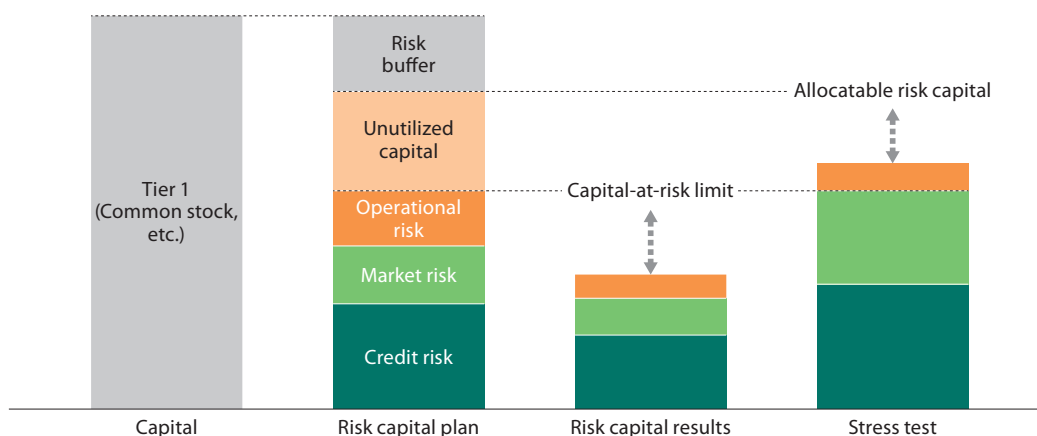 Risk
buffer
Allocatable risk capital
Unutilized
capital
Tier 1
(Common stock,
etc.)
Capital-at-risk limit
Operational
risk
Market risk
Credit risk
Capital
Risk capital plan
Risk capital results
Stress test